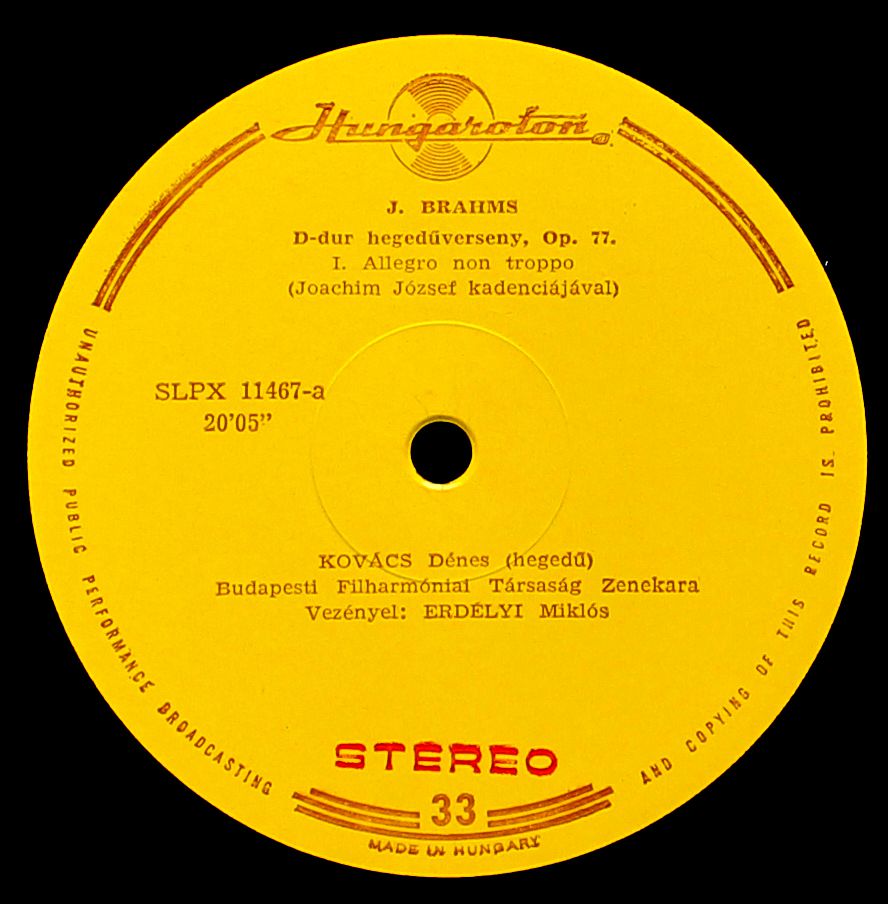 Hungaroton
J. BRAHMS
D-dur hegedűverseny, Op. 77.
I. Allegro non troppo
(Joachim József kadenciájával)
SLPX 11467-a
20'05"
KOVÁCS Dénes (hegedű)
Budapesti Filharmóniai Társaság Zenekara
Vezényel: ERDÉLYI Miklós
STEREO
33
MADE IN HUNGARY
UNAUTHORIZED PUBLIC PERFORMANCE BROADCASTING AND COPYING OF THIS RECORD IS PROHIBITED